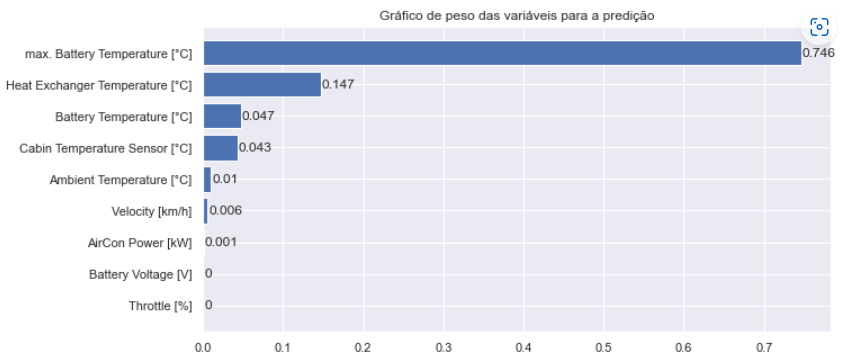 Gráfico de peso das variáveis para a predição
max. Battery Temperature [°C] 0.746
Heat Exchanger Temperature [°C] 0.147
Battery Temperature [°C] 0.047
Cabin Temperature Sensor [°C] 0.043
Ambient Temperature [°C] 0.01
Velocity [km/h] 0.006
AirCon Power [kW] 0.001
Battery Voltage [V] 0
Throttle [%] 0
0.0 0.1 0.2 0.3 0.4 0.5 0.6 0.7